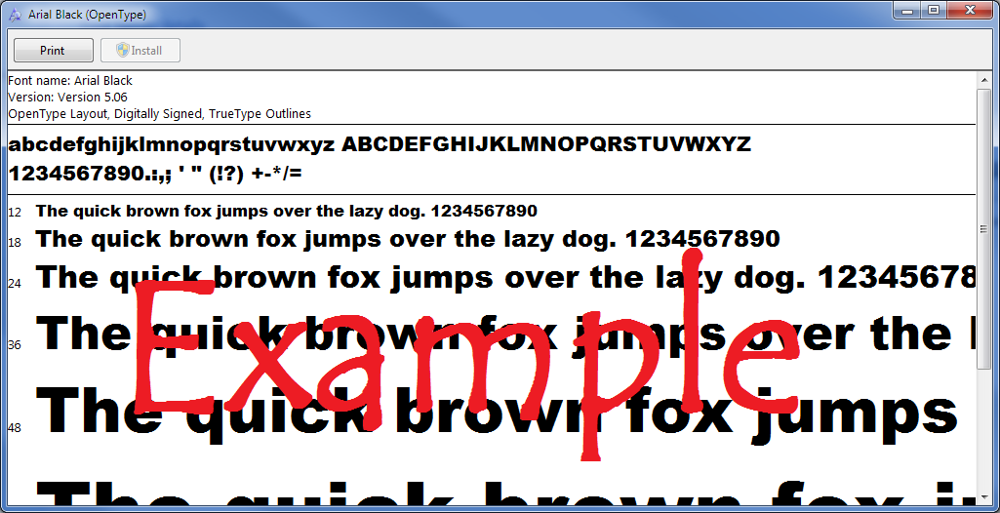 Arial Black (OpenType)
Print Install
Font name: Arial Black
Version: Version 5.06
OpenType Layout, Digitally Signed, TrueType Outlines
abcdefghijklmnopqrstuvwxyz ABCDEFGHIJKLMNOPQRSTUVWXYZ
1234567890.:,; ' " (!?) +-*/=
12 The quick brown fox jumps over the lazy dog. 1234567890
18 The quick brown fox jumps over the lazy dog. 1234567890
24 The quick brown fox jumps over the lazy dog. 12345678
36 The quick brown fox jumps over the
Example
48 The quick brown fox jumps
The quick brown fox